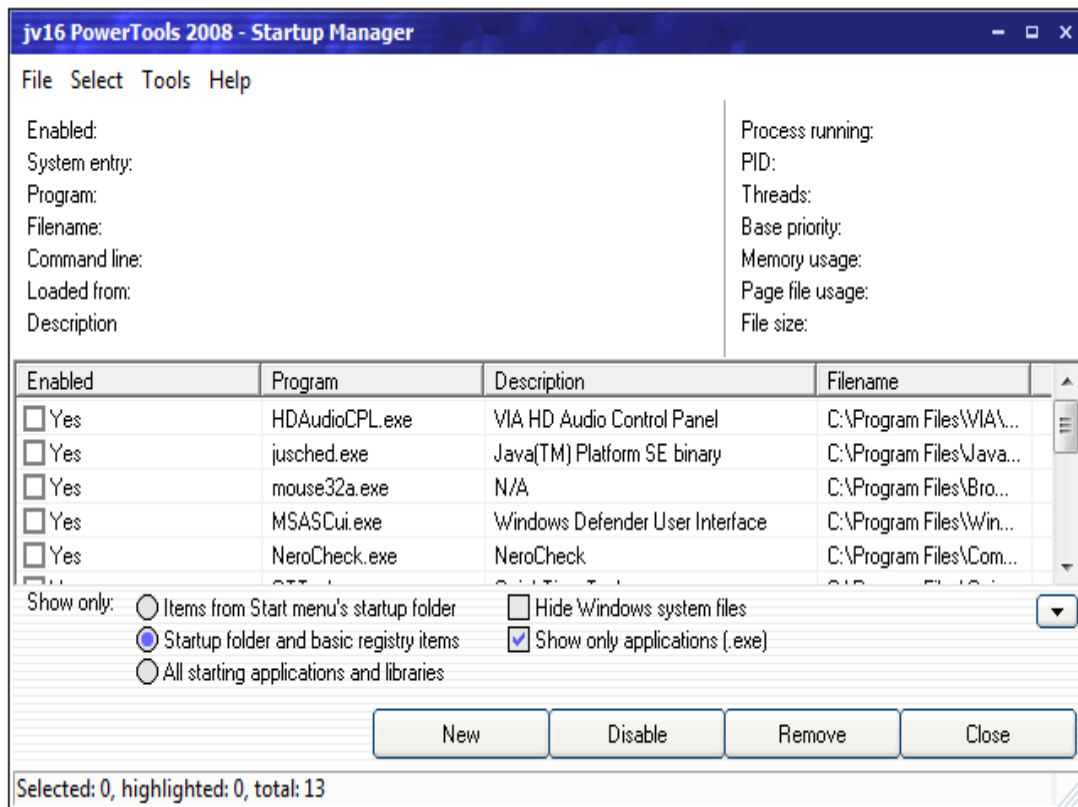 jv16 PowerTools 2008 - Startup Manager
File Select Tools Help
Enabled:
System entry:
Program:
Filename:
Command line:
Loaded from:
Description
Process running:
PID:
Threads:
Base priority:
Memory usage:
Page file usage:
File size:
Enabled Program Description Filename
Yes HDAudioCPL.exe VIA HD Audio Control Panel C:\Program Files\VIA\...
Yes jusched.exe Java(TM) Platform SE binary C:\Program Files\Java...
Yes mouse32a.exe N/A C:\Program Files\Bro...
Yes MSASCui.exe Windows Defender User Interface C:\Program Files\Win...
Yes NeroCheck.exe NeroCheck C:\Program Files\Com...
Show only:
Items from Start menu's startup folder
Startup folder and basic registry items
All starting applications and libraries
Hide Windows system files
Show only applications (.exe)
New Disable Remove Close
Selected: 0, highlighted: 0, total: 13